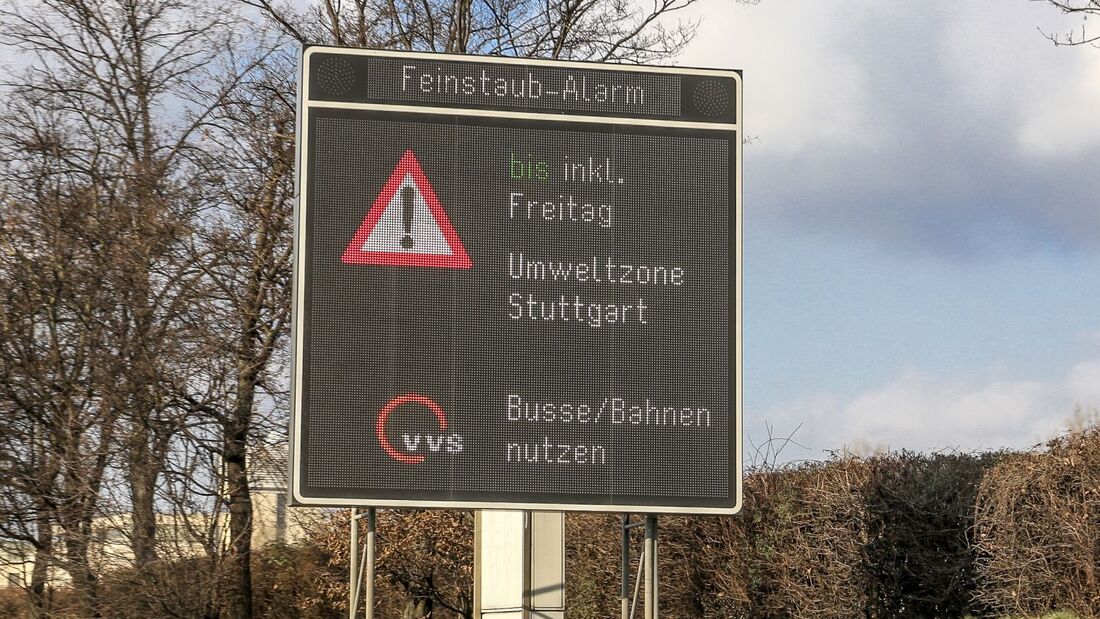 Feinstaub-Alarm
bis inkl.
Freitag
Umweltzone
Stuttgart
VVS
Busse/Bahnen
nutzen